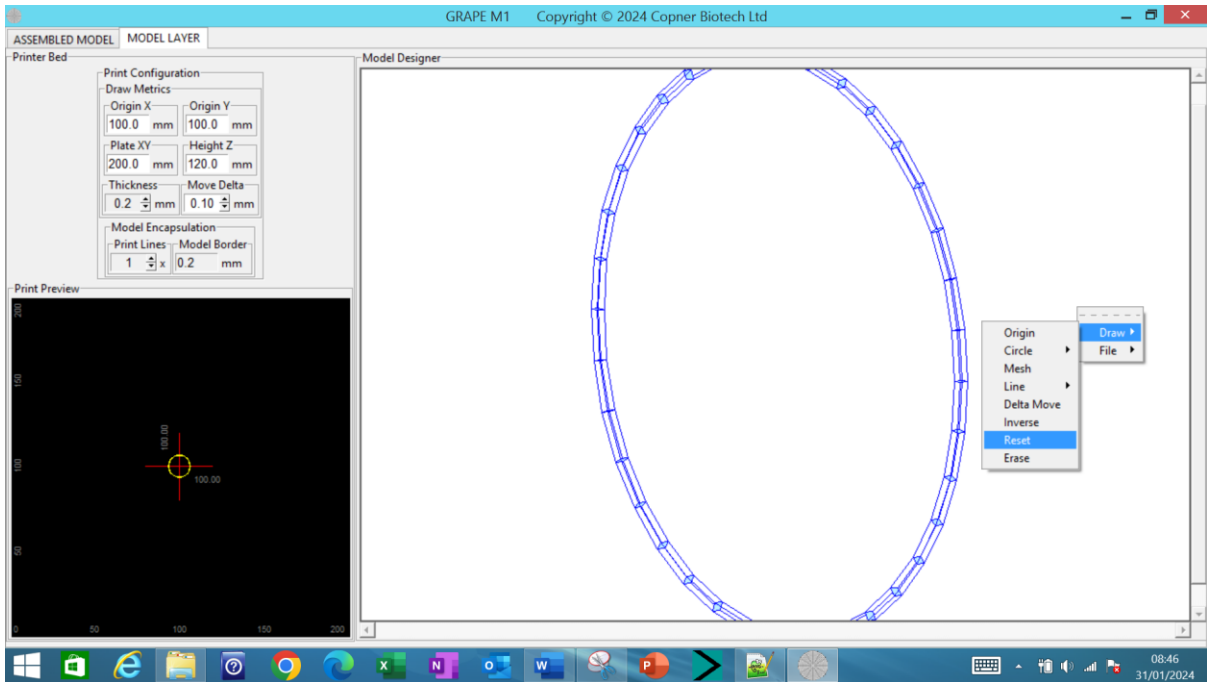 GRAPE M1 Copyright © 2024 Copner Biotech Ltd
ASSEMBLED MODEL MODEL LAYER
Printer Bed
Print Configuration
Draw Metrics
Origin X Origin Y
100.0 mm 100.0 mm
Plate XY Height Z
200.0 mm 120.0 mm
Thickness Move Delta
0.2 mm 0.10 mm
Model Encapsulation
Print Lines Model Border
1 x 0.2 mm
Print Preview
200
150
100
50
100.00
100.00
0 50 100 150 200
Model Designer
Draw
File
Origin
Circle
Mesh
Line
Delta Move
Inverse
Reset
Erase
08:46
31/01/2024